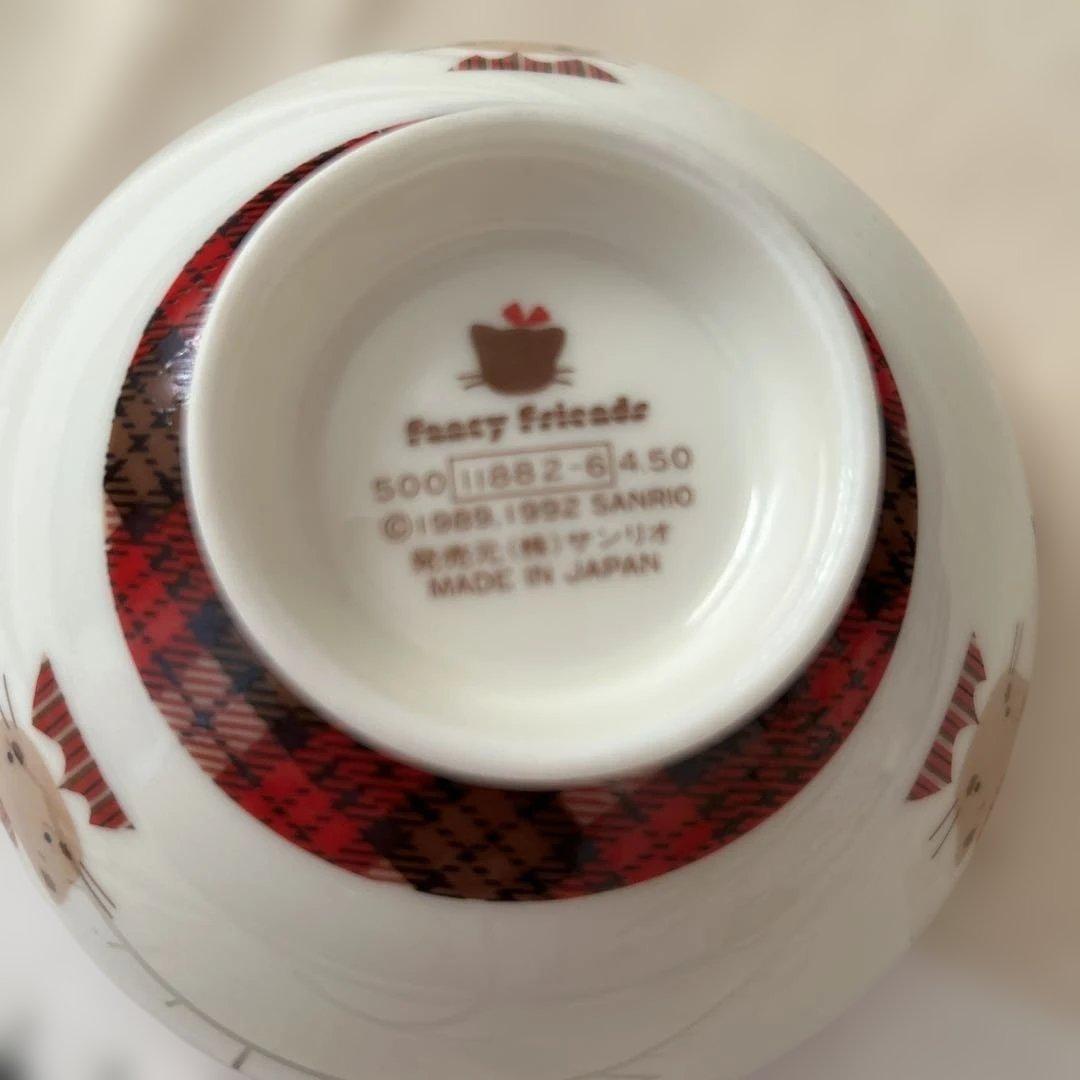 fancy friends
500 11882-6 4.50
©1989.1992 SANRIO
発売元(株)サンリオ
MADE IN JAPAN